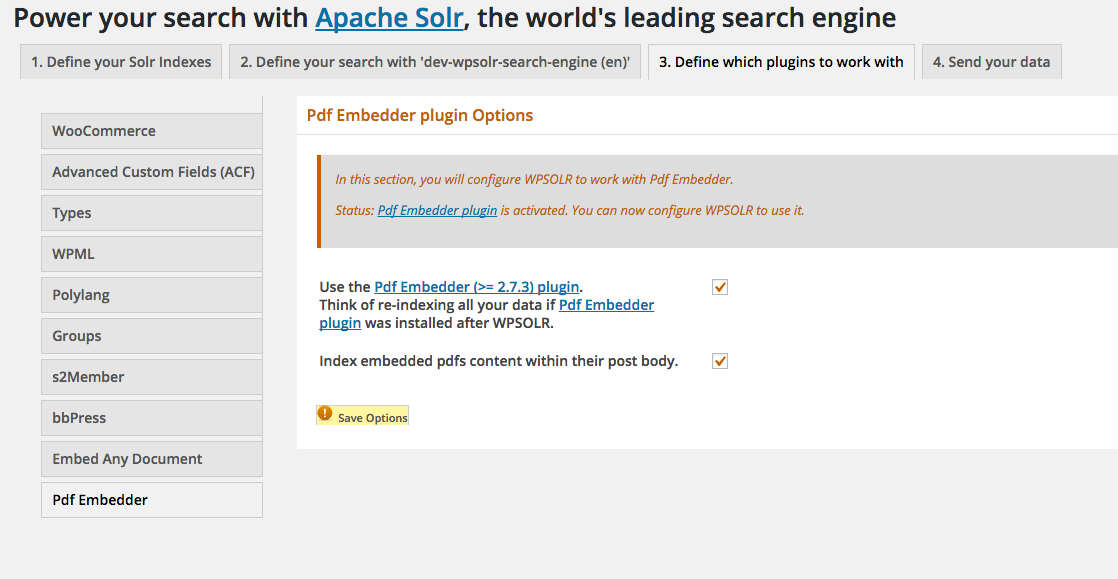 Power your search with Apache Solr, the world's leading search engine
1. Define your Solr Indexes
2. Define your search with 'dev-wpsolr-search-engine (en)'
3. Define which plugins to work with
4. Send your data
WooCommerce
Advanced Custom Fields (ACF)
Types
WPML
Polylang
Groups
s2Member
bbPress
Embed Any Document
Pdf Embedder
Pdf Embedder plugin Options
In this section, you will configure WPSOLR to work with Pdf Embedder.
Status: Pdf Embedder plugin is activated. You can now configure WPSOLR to use it.
Use the Pdf Embedder (>= 2.7.3) plugin.
Think of re-indexing all your data if Pdf Embedder
plugin was installed after WPSOLR.
Index embedded pdfs content within their post body.
Save Options